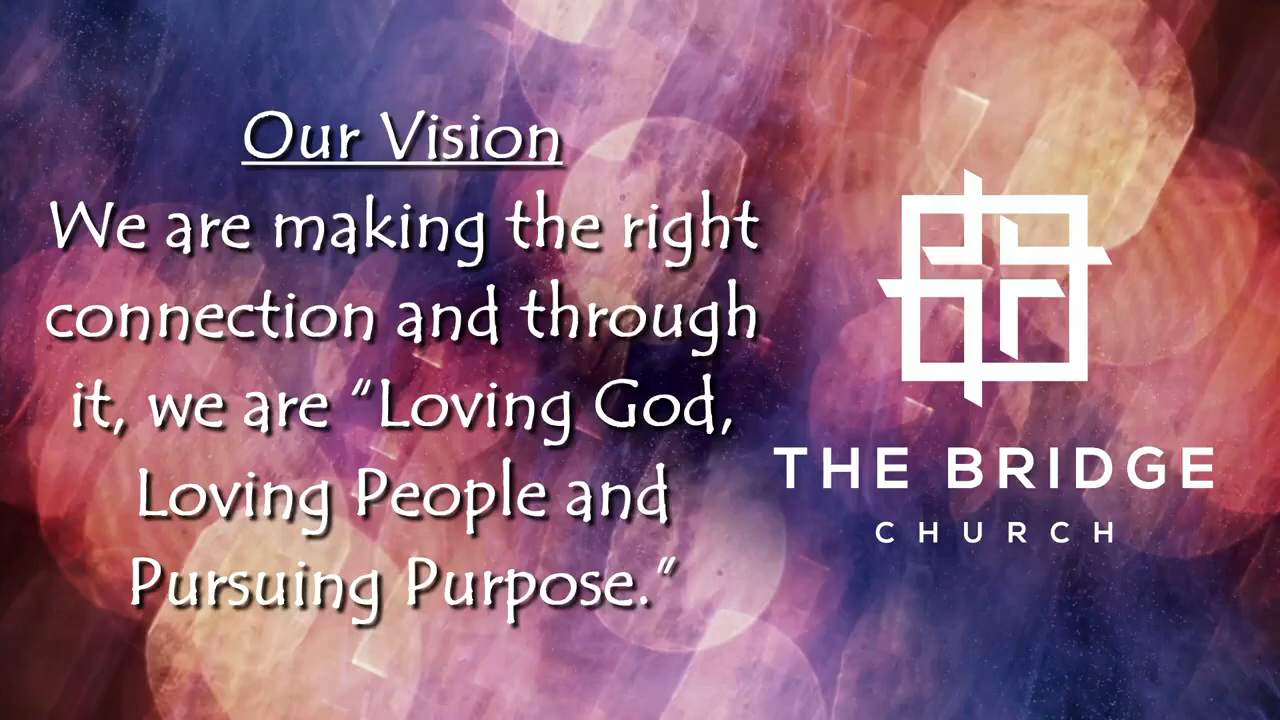 Our Vision
We are making the right
connection and through
it, we are “Loving God,
Loving People and
Pursuing Purpose.”
THE BRIDGE
CHURCH